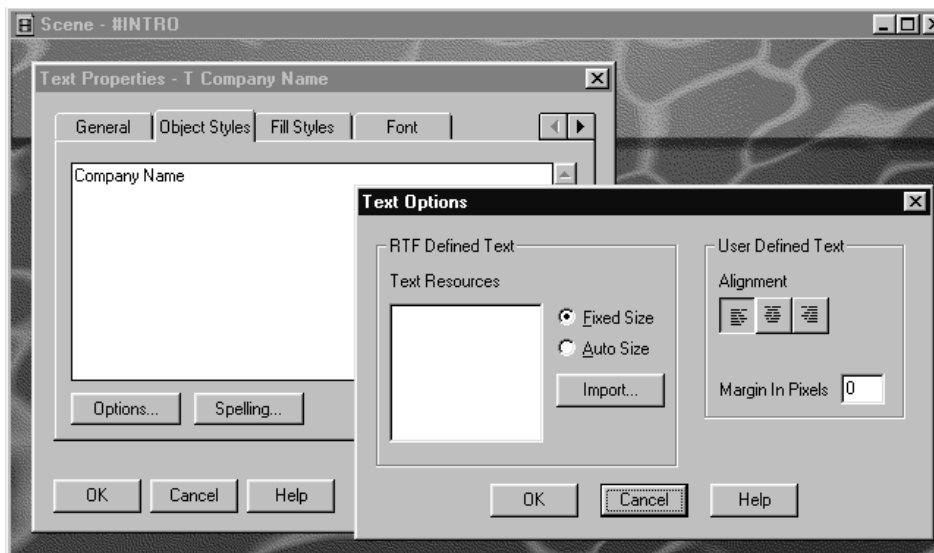 Scene - #INTRO
Text Properties - T Company Name
General Object Styles Fill Styles Font
Company Name
Options... Spelling...
OK Cancel Help
Text Options
RTF Defined Text
Text Resources
Fixed Size
Auto Size
Import...
User Defined Text
Alignment
Margin In Pixels 0
OK Cancel Help